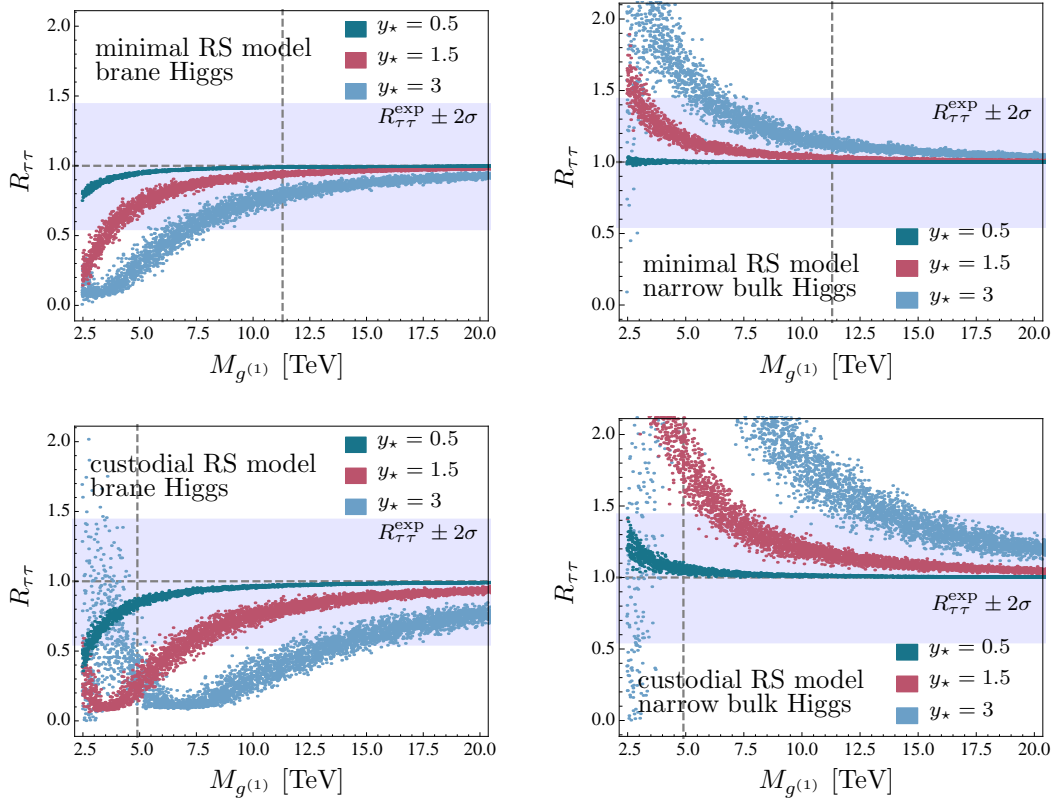 minimal RS model
brane Higgs
y⋆ = 0.5
y⋆ = 1.5
y⋆ = 3
R_ττ^exp ± 2σ
R_ττ
2.0
1.5
1.0
0.5
0.0
2.5 5.0 7.5 10.0 12.5 15.0 17.5 20.0
M_g(1) [TeV]
R_ττ^exp ± 2σ
y⋆ = 0.5
y⋆ = 1.5
y⋆ = 3
minimal RS model
narrow bulk Higgs
R_ττ
2.0
1.5
1.0
0.5
0.0
2.5 5.0 7.5 10.0 12.5 15.0 17.5 20.0
M_g(1) [TeV]
custodial RS model
brane Higgs
y⋆ = 0.5
y⋆ = 1.5
y⋆ = 3
R_ττ^exp ± 2σ
R_ττ
2.0
1.5
1.0
0.5
0.0
2.5 5.0 7.5 10.0 12.5 15.0 17.5 20.0
M_g(1) [TeV]
R_ττ^exp ± 2σ
y⋆ = 0.5
y⋆ = 1.5
y⋆ = 3
custodial RS model
narrow bulk Higgs
R_ττ
2.0
1.5
1.0
0.5
0.0
2.5 5.0 7.5 10.0 12.5 15.0 17.5 20.0
M_g(1) [TeV]